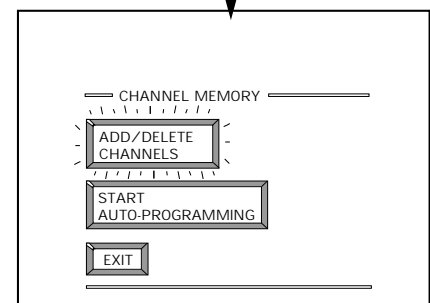 CHANNEL MEMORY
ADD/DELETE
CHANNELS
START
AUTO-PROGRAMMING
EXIT